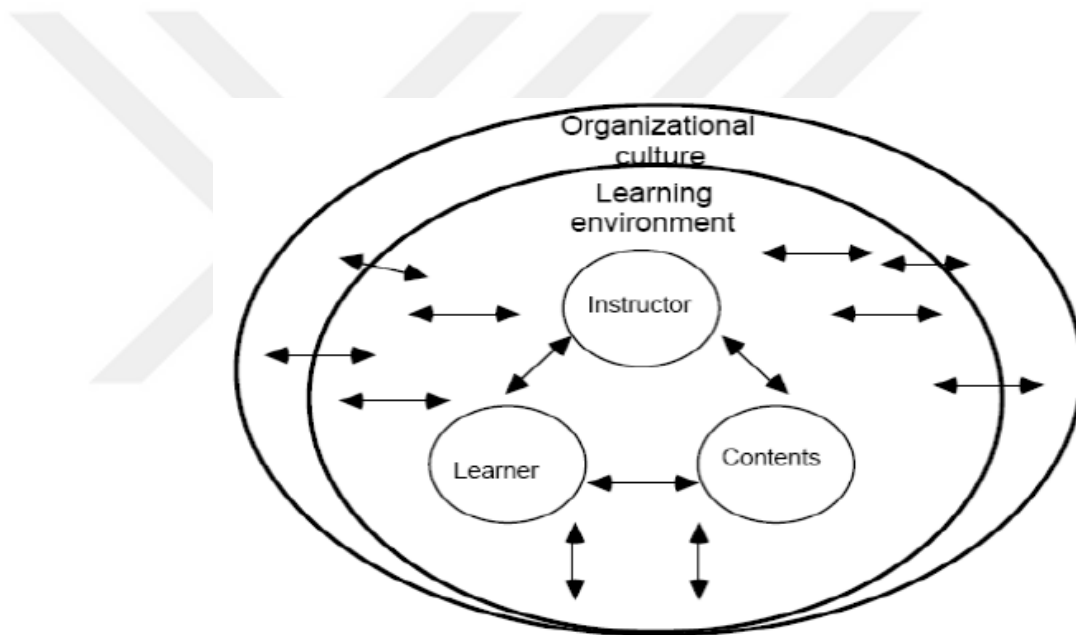 Organizational
culture
Learning
environment
Instructor
Learner
Contents